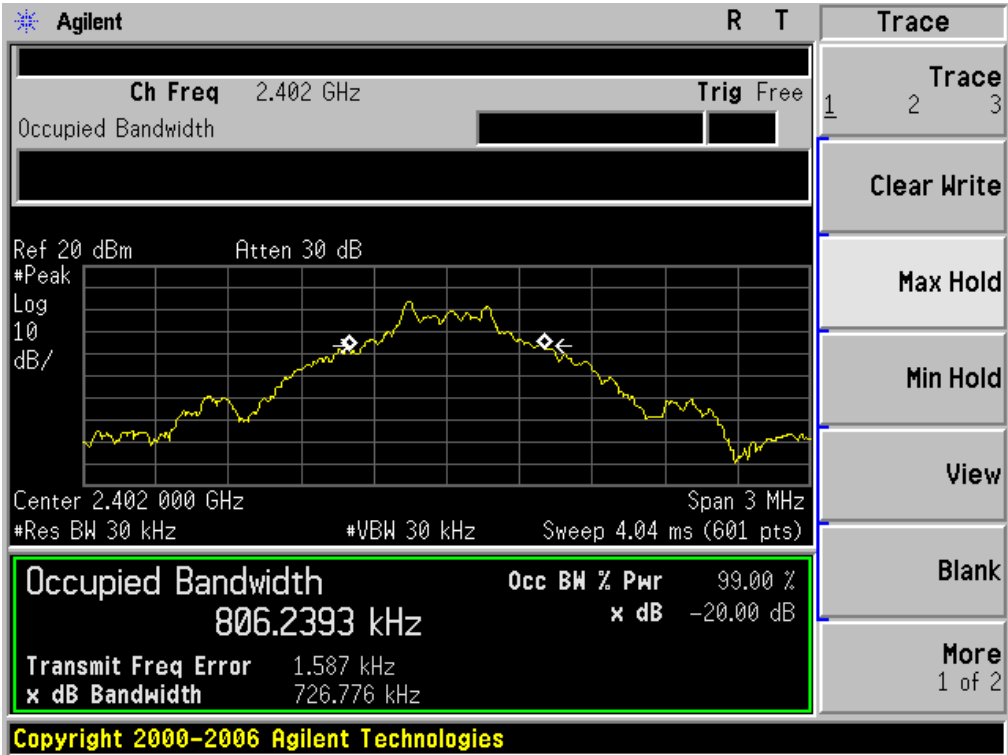 Agilent R T
Ch Freq 2.402 GHz Trig Free
Occupied Bandwidth
Ref 20 dBm Atten 30 dB
#Peak
Log
10
dB/
Center 2.402 000 GHz Span 3 MHz
#Res BW 30 kHz #VBW 30 kHz Sweep 4.04 ms (601 pts)
Occupied Bandwidth Occ BW % Pwr 99.00 %
806.2393 kHz x dB -20.00 dB
Transmit Freq Error 1.587 kHz
x dB Bandwidth 726.776 kHz
Copyright 2000-2006 Agilent Technologies
Trace
Trace
1 2 3
Clear Write
Max Hold
Min Hold
View
Blank
More
1 of 2